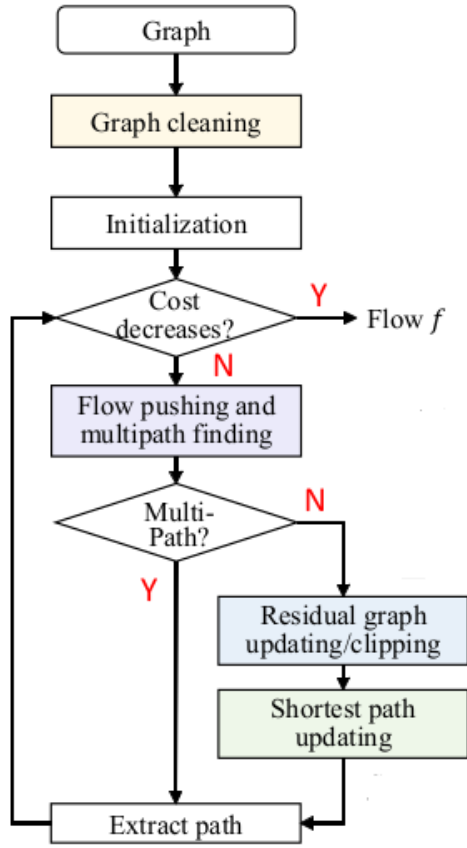 Graph
Graph cleaning
Initialization
Cost
decreases?
Y
Flow f
N
Flow pushing and
multipath finding
Multi-
Path?
N
Y
Residual graph
updating/clipping
Shortest path
updating
Extract path